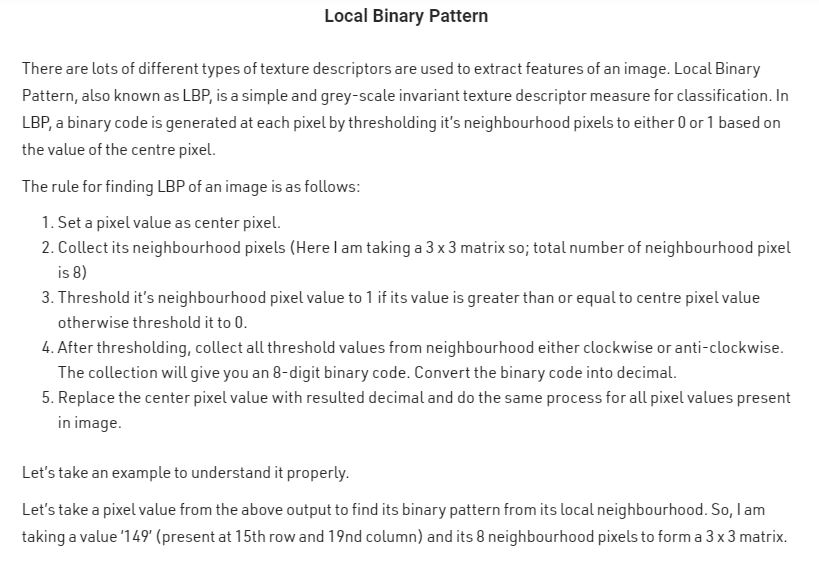 Local Binary Pattern
There are lots of different types of texture descriptors are used to extract features of an image. Local Binary
Pattern, also known as LBP, is a simple and grey-scale invariant texture descriptor measure for classification. In
LBP, a binary code is generated at each pixel by thresholding it's neighbourhood pixels to either 0 or 1 based on
the value of the centre pixel.
The rule for finding LBP of an image is as follows:
1. Set a pixel value as center pixel.
2. Collect its neighbourhood pixels (Here I am taking a 3 x 3 matrix so; total number of neighbourhood pixel
is 8)
3. Threshold it's neighbourhood pixel value to 1 if its value is greater than or equal to centre pixel value
otherwise threshold it to 0.
4. After thresholding, collect all threshold values from neighbourhood either clockwise or anti-clockwise.
The collection will give you an 8-digit binary code. Convert the binary code into decimal.
5. Replace the center pixel value with resulted decimal and do the same process for all pixel values present
in image.
Let's take an example to understand it properly.
Let's take a pixel value from the above output to find its binary pattern from its local neighbourhood. So, I am
taking a value '149' (present at 15th row and 19nd column) and its 8 neighbourhood pixels to form a 3 x 3 matrix.